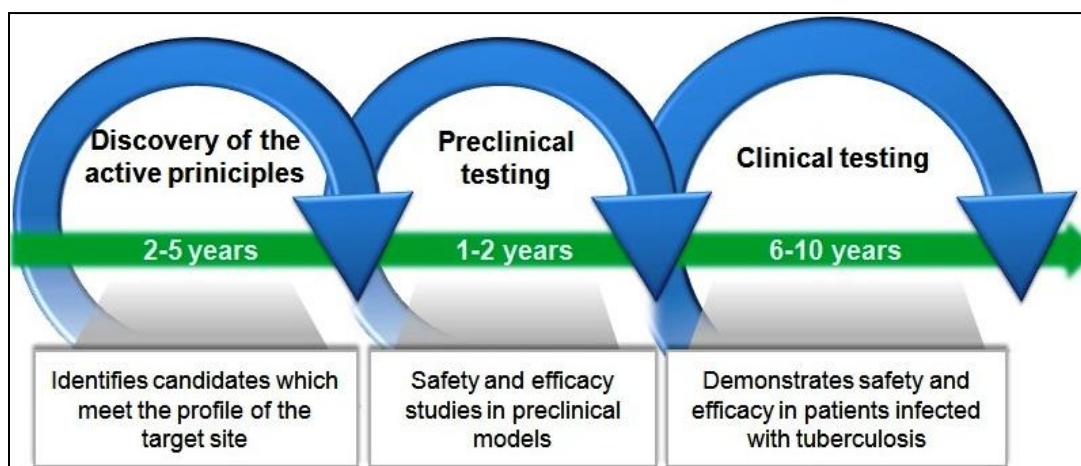 Discovery of the
active priniciples
2-5 years
Identifies candidates which
meet the profile of the
target site
Preclinical
testing
1-2 years
Safety and efficacy
studies in preclinical
models
Clinical testing
6-10 years
Demonstrates safety and
efficacy in patients infected
with tuberculosis